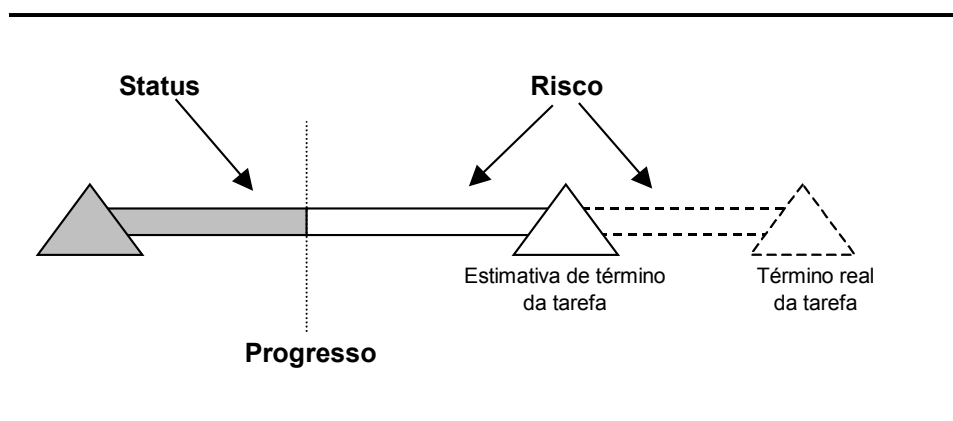 Status
Risco
Estimativa de término
da tarefa
Término real
da tarefa
Progresso